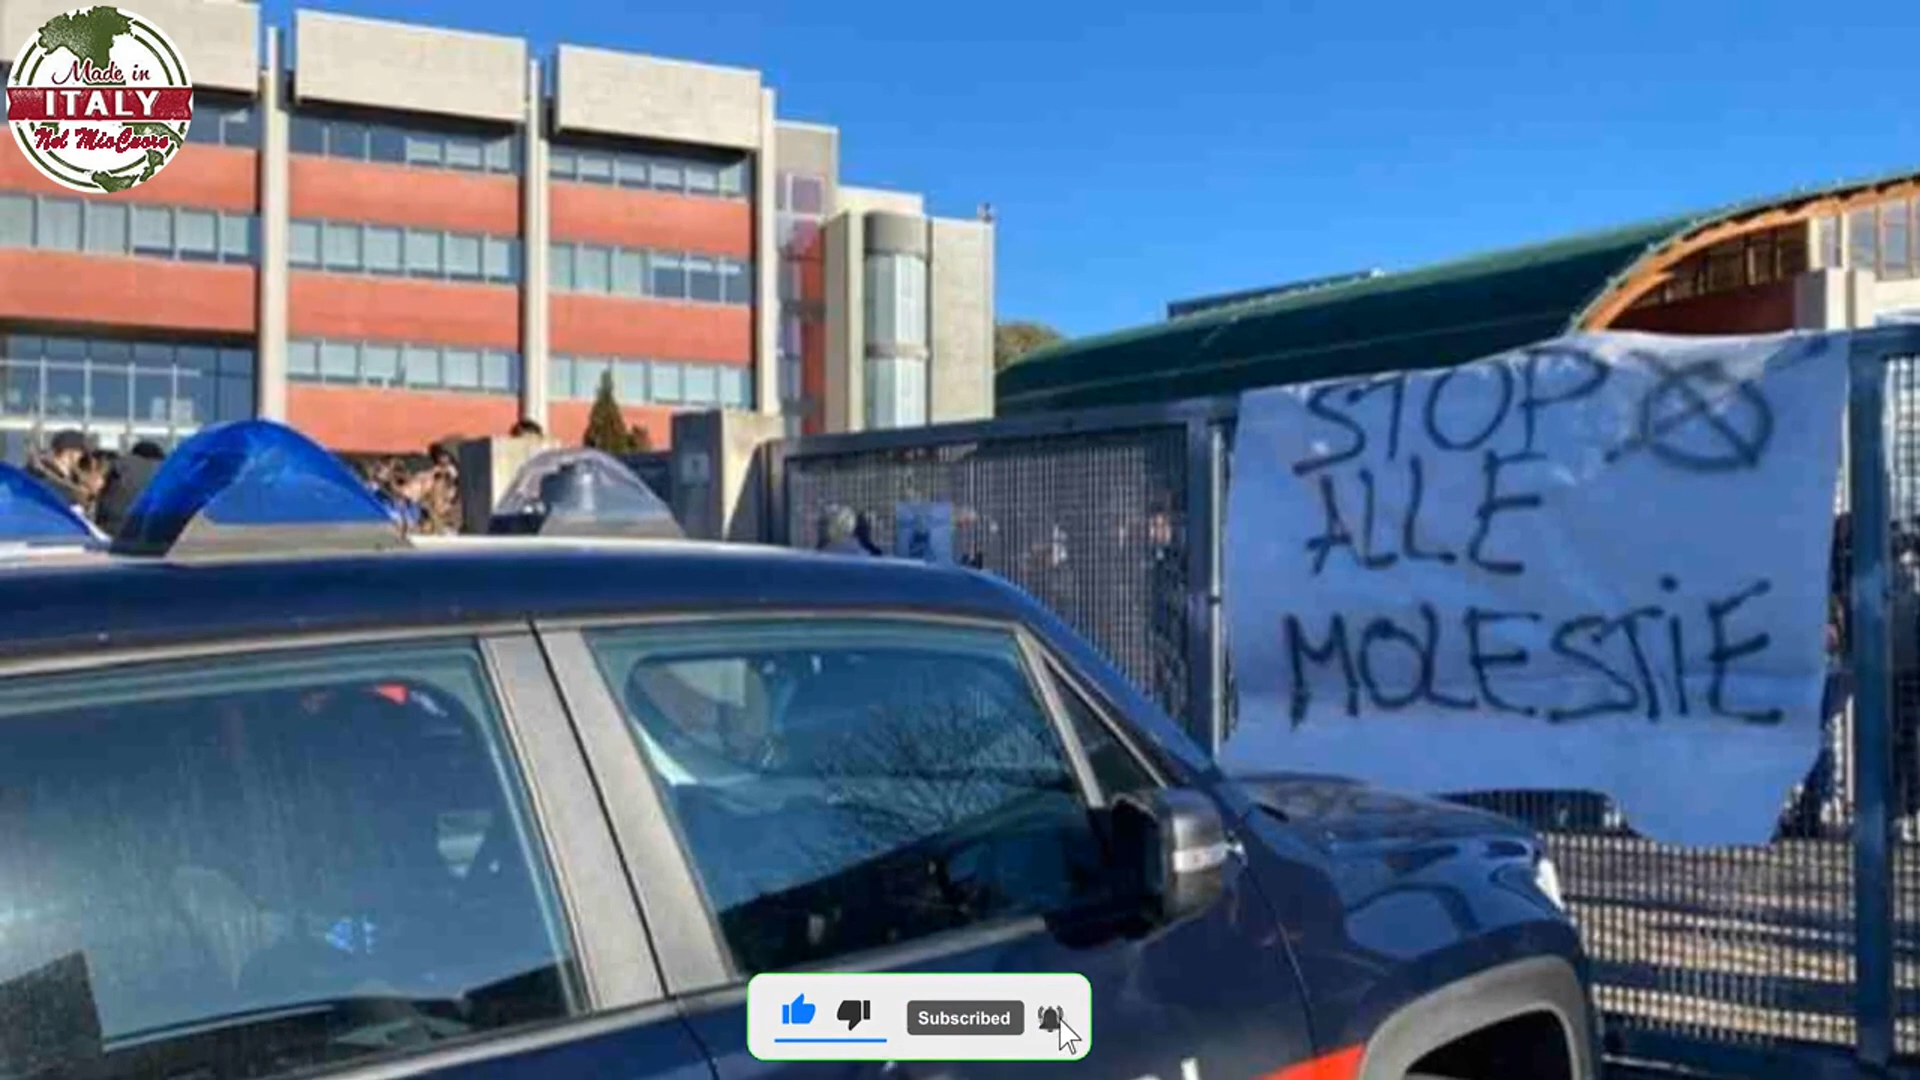 Made in
ITALY
Nel Mio Cuore
STOP
ALLE
MOLESTIE
Subscribed